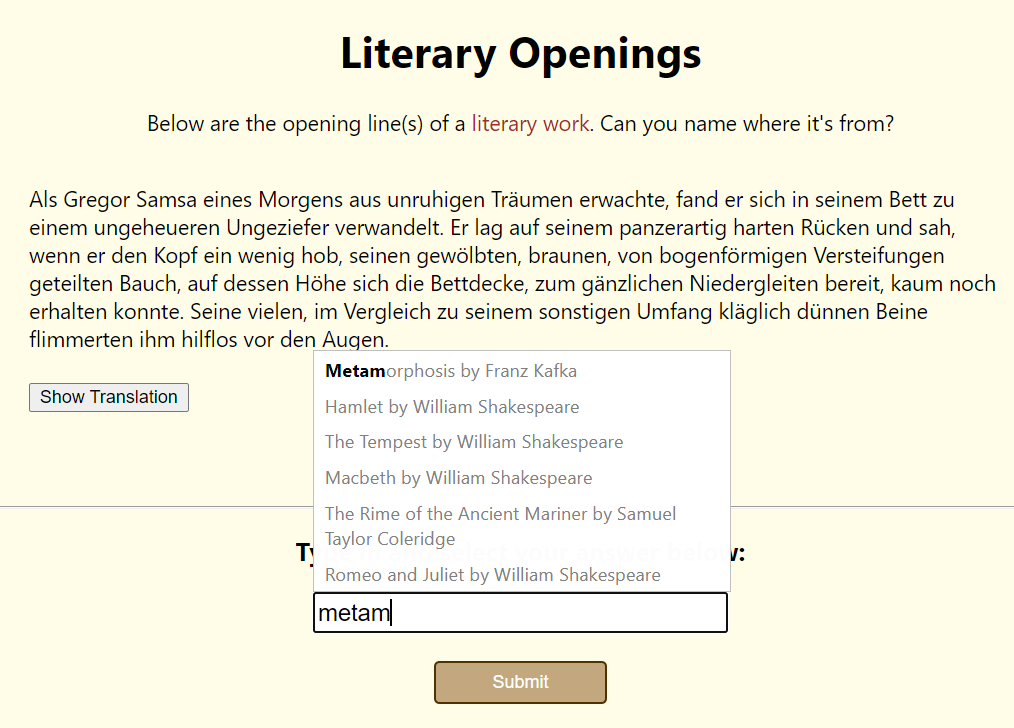 Literary Openings
Below are the opening line(s) of a literary work. Can you name where it's from?
Als Gregor Samsa eines Morgens aus unruhigen Träumen erwachte, fand er sich in seinem Bett zu
einem ungeheueren Ungeziefer verwandelt. Er lag auf seinem panzerartig harten Rücken und sah,
wenn er den Kopf ein wenig hob, seinen gewölbten, braunen, von bogenförmigen Versteifungen
geteilten Bauch, auf dessen Höhe sich die Bettdecke, zum gänzlichen Niedergleiten bereit, kaum noch
erhalten konnte. Seine vielen, im Vergleich zu seinem sonstigen Umfang kläglich dünnen Beine
flimmerten ihm hilflos vor den Augen.
Show Translation
Metamorphosis by Franz Kafka
Hamlet by William Shakespeare
The Tempest by William Shakespeare
Macbeth by William Shakespeare
The Rime of the Ancient Mariner by Samuel
Taylor Coleridge
Romeo and Juliet by William Shakespeare
metam
Submit